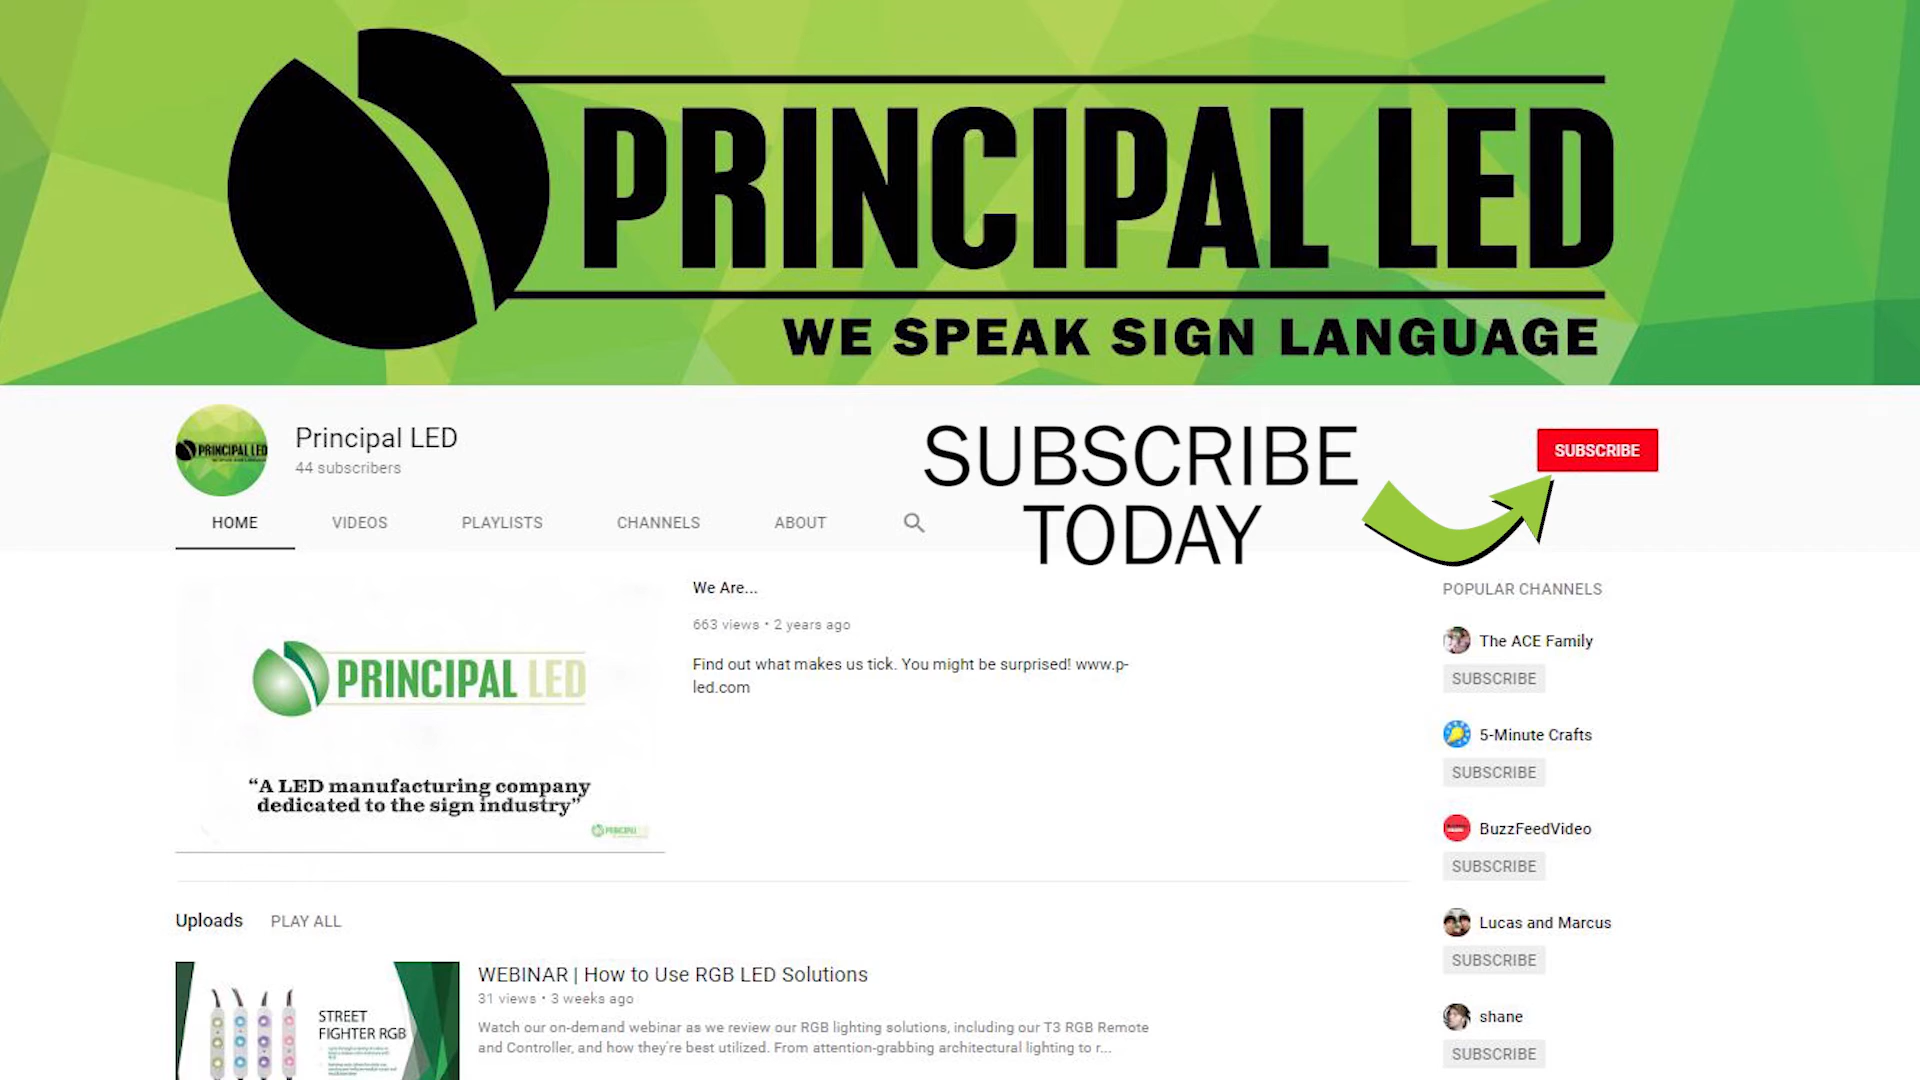 PRINCIPAL LED
WE SPEAK SIGN LANGUAGE
PRINCIPAL LED
Principal LED
44 subscribers
SUBSCRIBE
TODAY
SUBSCRIBE
HOME
VIDEOS
PLAYLISTS
CHANNELS
ABOUT
PRINCIPAL LED
“A LED manufacturing company
dedicated to the sign industry”
PRINCIPAL
We Are...
663 views • 2 years ago
Find out what makes us tick. You might be surprised! www.p-
led.com
POPULAR CHANNELS
The ACE Family
SUBSCRIBE
5-Minute Crafts
SUBSCRIBE
BuzzFeedVideo
SUBSCRIBE
Lucas and Marcus
SUBSCRIBE
shane
SUBSCRIBE
Uploads
PLAY ALL
STREET
FIGHTER RGB
WEBINAR | How to Use RGB LED Solutions
31 views • 3 weeks ago
Watch our on-demand webinar as we review our RGB lighting solutions, including our T3 RGB Remote
and Controller, and how they're best utilized. From attention-grabbing architectural lighting to r...